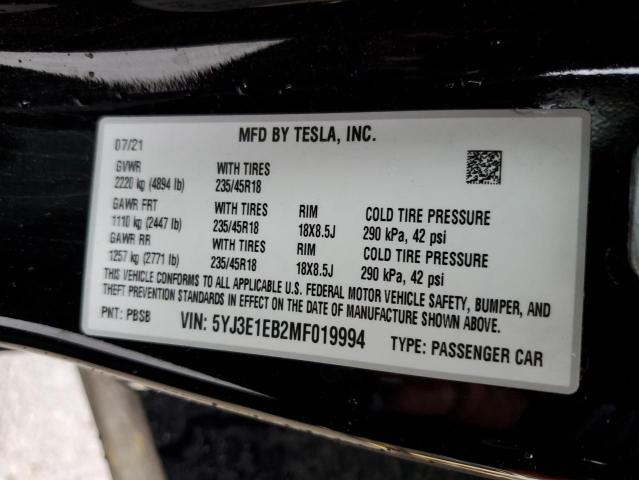 MFD BY TESLA, INC.
07/21
GVWR WITH TIRES
2220 kg (4894 lb) 235/45R18
GAWR FRT WITH TIRES RIM COLD TIRE PRESSURE
1110 kg (2447 lb) 235/45R18 18X8.5J 290 kPa, 42 psi
GAWR RR WITH TIRES RIM COLD TIRE PRESSURE
1257 kg (2771 lb) 235/45R18 18X8.5J 290 kPa, 42 psi
THIS VEHICLE CONFORMS TO ALL APPLICABLE U.S. FEDERAL MOTOR VEHICLE SAFETY, BUMPER, AND
THEFT PREVENTION STANDARDS IN EFFECT ON THE DATE OF MANUFACTURE SHOWN ABOVE.
PNT: PBSB VIN: 5YJ3E1EB2MF019994 TYPE: PASSENGER CAR